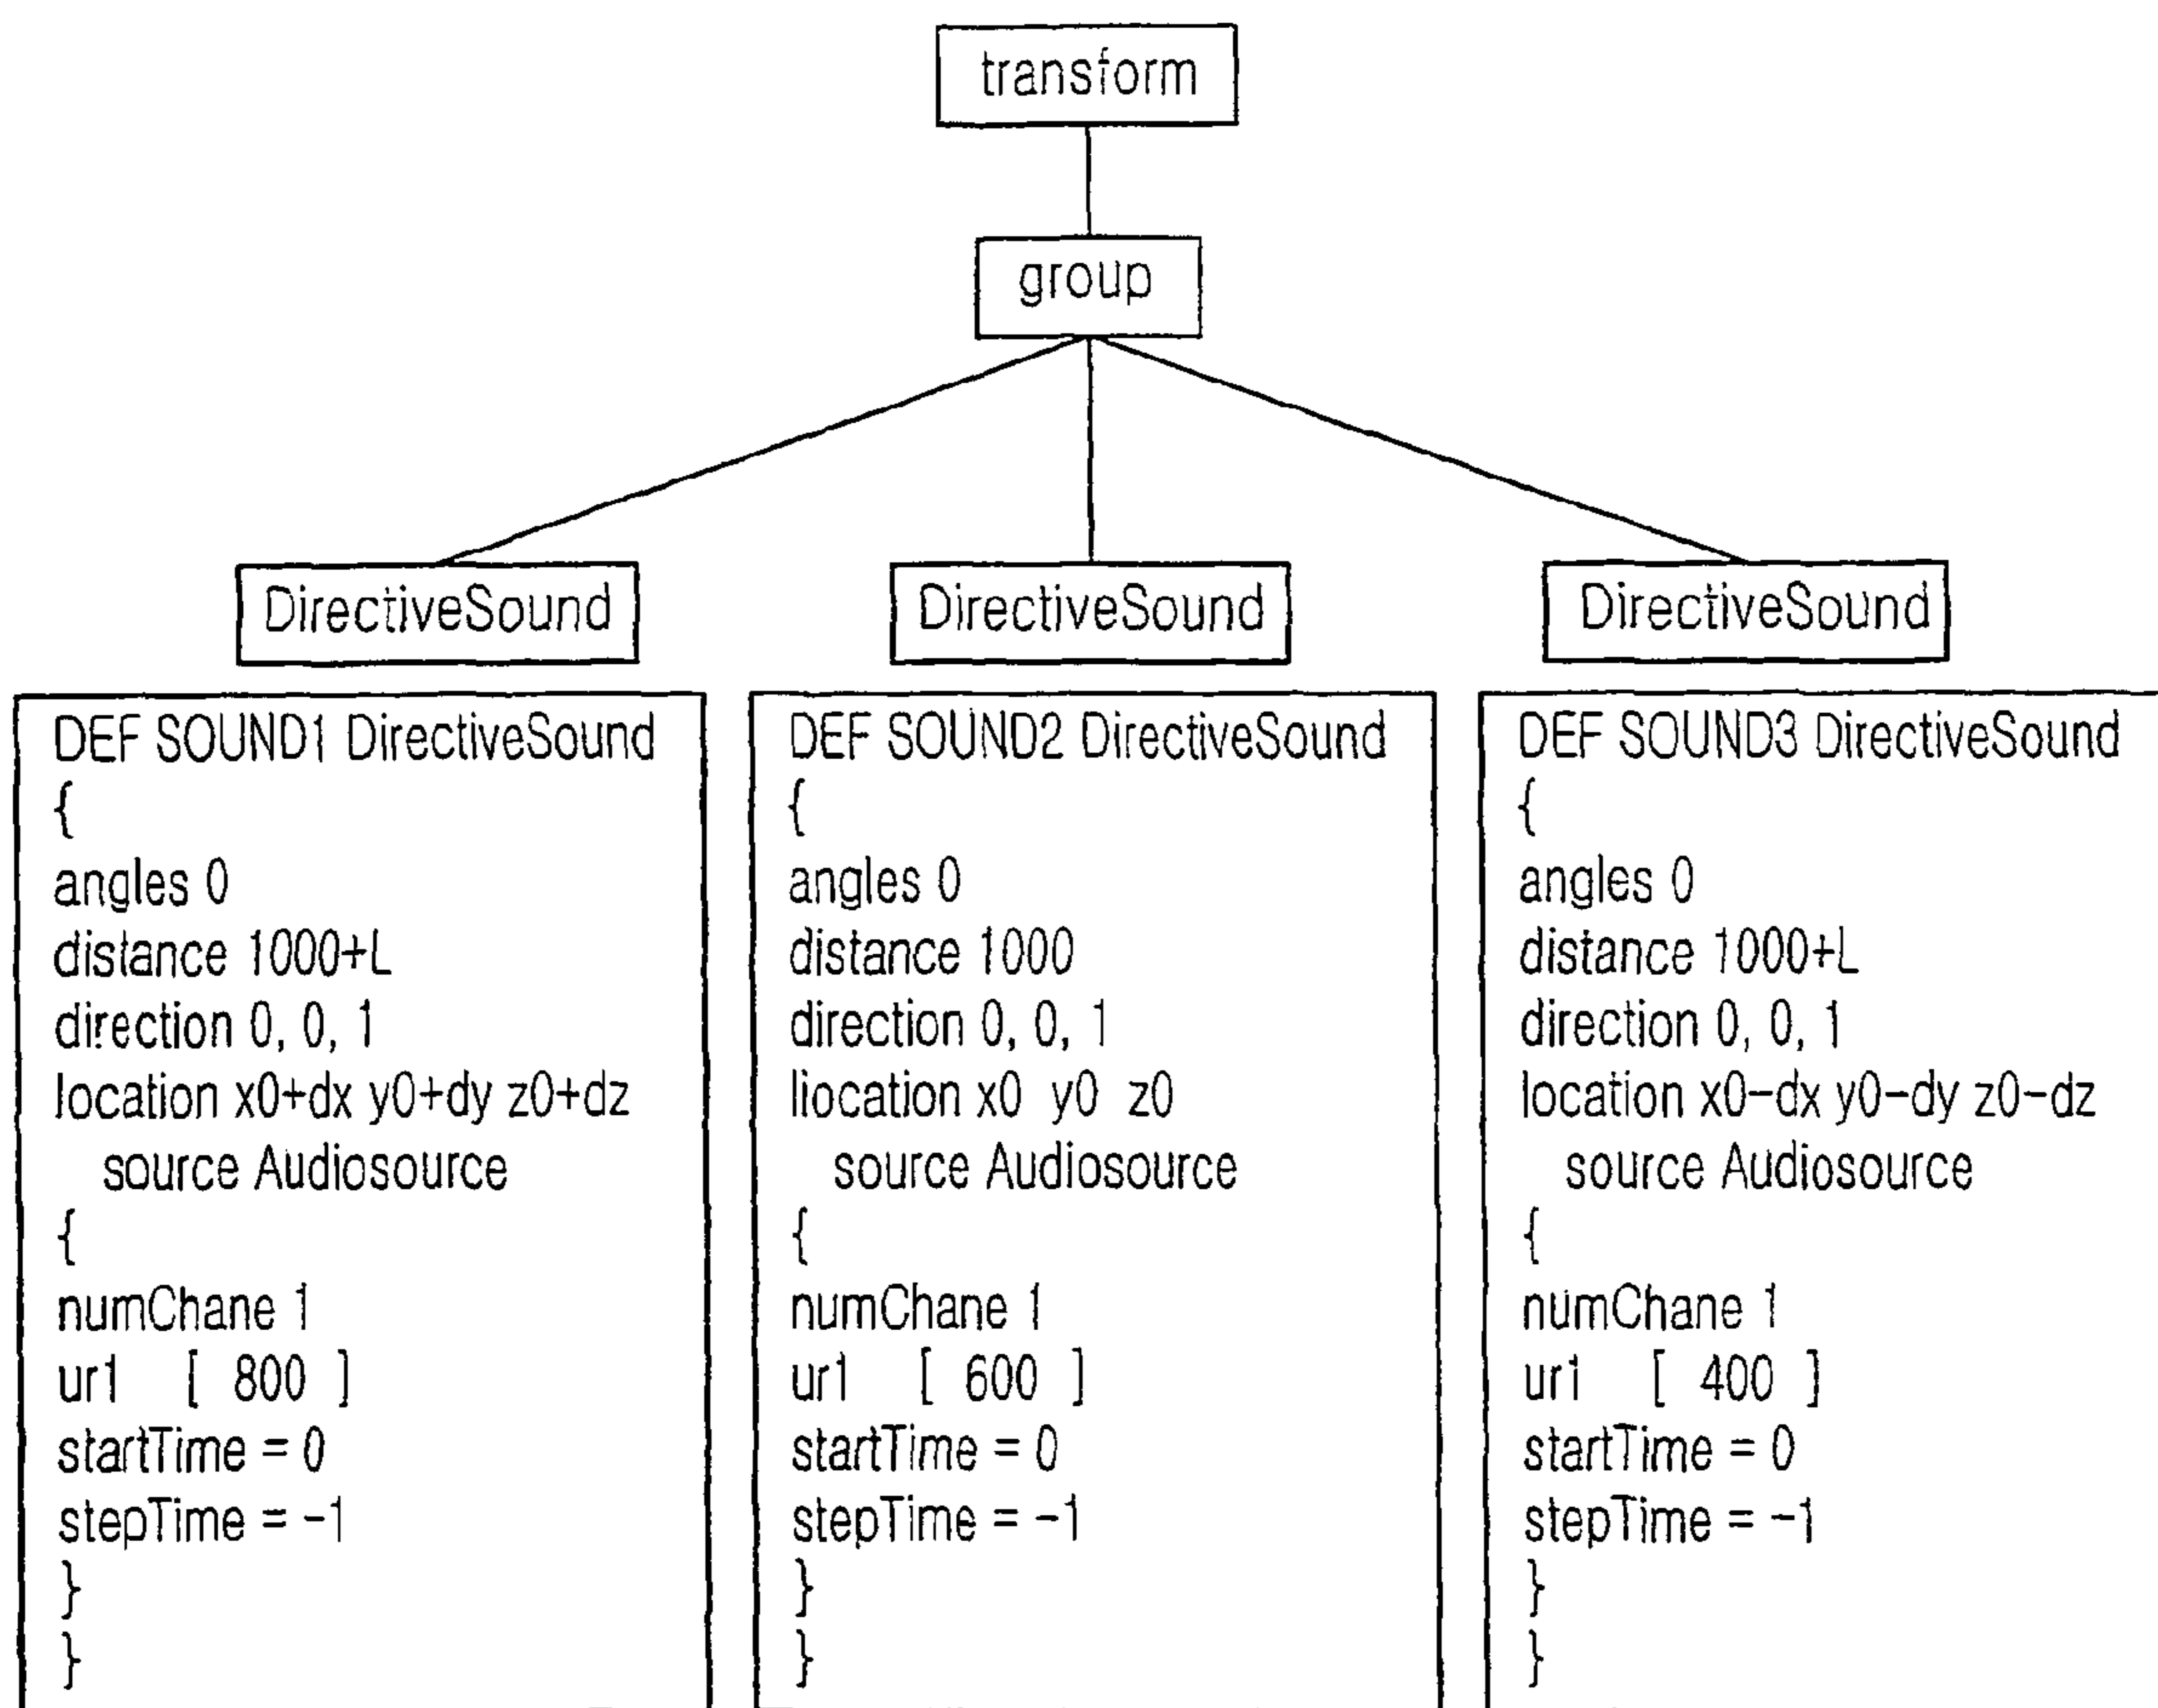 transform
group
DirectiveSound
DirectiveSound
DirectiveSound
DEF SOUND1 DirectiveSound
{
angles 0
distance 1000+L
direction 0, 0, 1
location x0+dx y0+dy z0+dz
source Audiosource
{
numChane 1
ur1 [ 800 ]
startTime = 0
stepTime = -1
}
}
DEF SOUND2 DirectiveSound
{
angles 0
distance 1000
direction 0, 0, 1
liocation x0 y0 z0
source Audiosource
{
numChane 1
ur1 [ 600 ]
startTime = 0
stepTime = -1
}
}
DEF SOUND3 DirectiveSound
{
angles 0
distance 1000+L
direction 0, 0, 1
location x0-dx y0-dy z0-dz
source Audiosource
{
numChane 1
ur1 [ 400 ]
startTime = 0
stepTime = -1
}
}